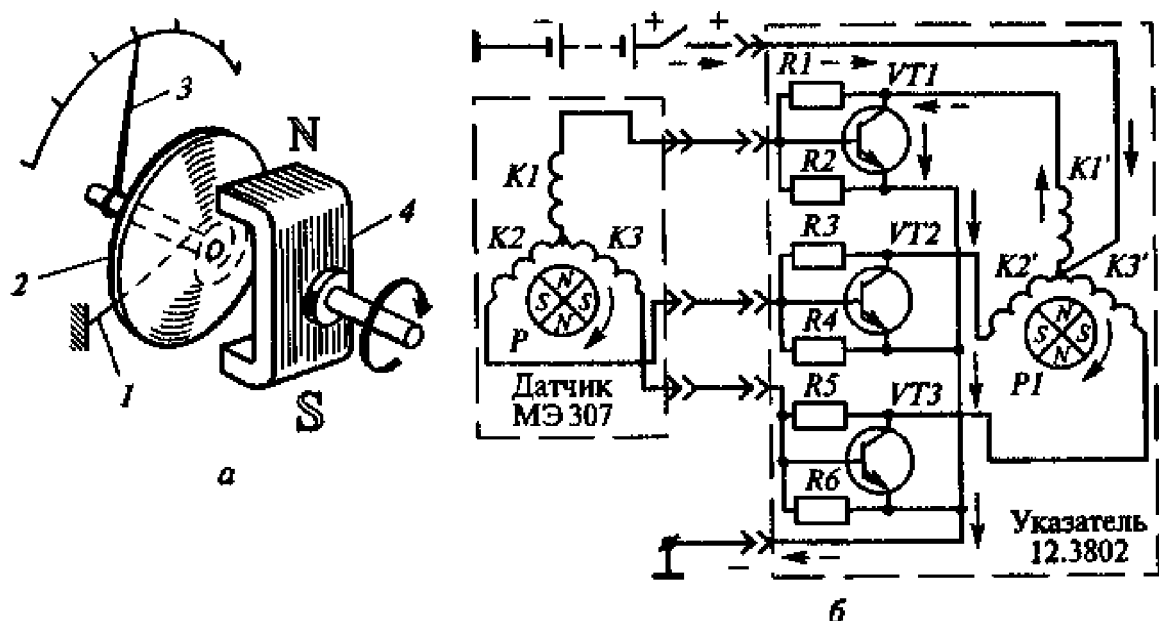 3
N
2
4
O
1
S
а
− + +
R1
VT1
K1
R2
K1'
K2
K3
R3
VT2
K2'
K3'
S N S N
P
R4
S N S N
P1
Датчик
МЭ 307
R5
VT3
R6
Указатель
12.3802
−
−
б